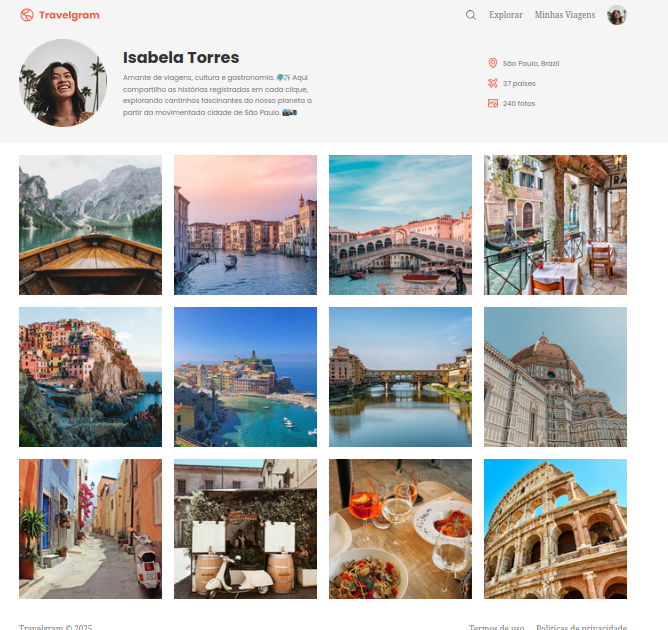 Travelgram
Explorar
Minhas Viagens
Isabela Torres
Amante de viagens, cultura e gastronomia. 🌍✈️ Aqui
compartilho as histórias registradas em cada clique,
explorando cantinhos fascinantes do nosso planeta a
partir da movimentada cidade de São Paulo. 📷🏙️
São Paulo, Brazil
37 países
240 fotos
Travelgram © 2025
Termos de uso
Políticas de privacidade